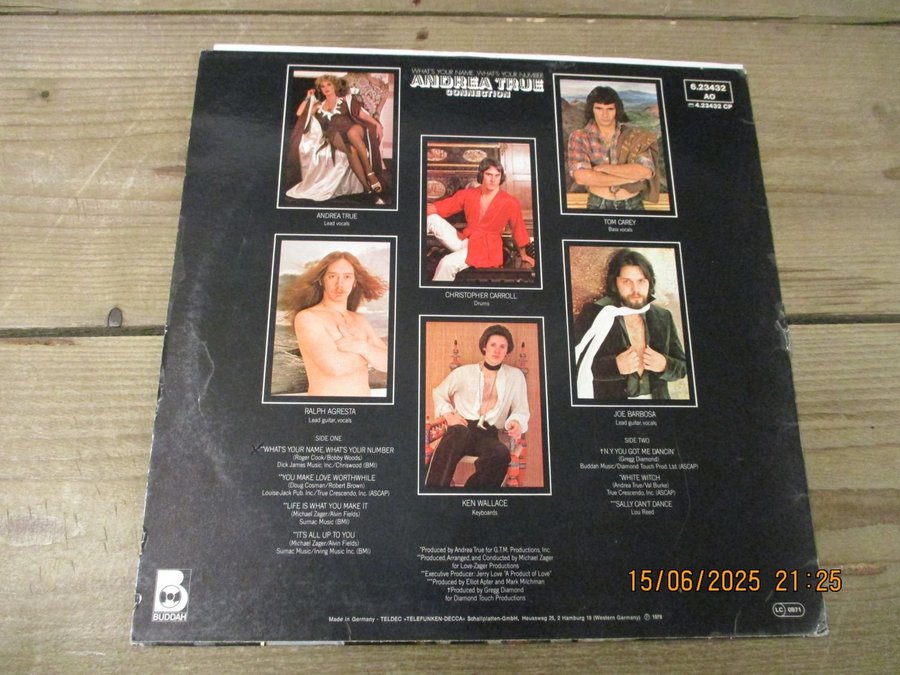 WHAT'S YOUR NAME, WHAT'S YOUR NUMBER
ANDREA TRUE
CONNECTION
6.23432
AO
4.23432 CP
ANDREA TRUE
Lead vocals
TOM CAREY
Bass vocals
CHRISTOPHER CARROLL
Drums
RALPH AGRESTA
Lead guitar, vocals
JOE BARBOSA
Lead guitar, vocals
KEN WALLACE
Keyboards
SIDE ONE
"WHAT'S YOUR NAME, WHAT'S YOUR NUMBER
(Roger Cook/Bobby Woods)
Dick James Music, Inc./Chriswood (BMI)
*YOU MAKE LOVE WORTHWHILE
(Doug Cosman/Robert Brown)
Louise-Jack Pub. Inc./True Crescendo, Inc. (ASCAP)
**LIFE IS WHAT YOU MAKE IT
(Michael Zager/Alvin Fields)
Sumac Music (BMI)
**IT'S ALL UP TO YOU
(Michael Zager/Alvin Fields)
Sumac Music/Irving Music Inc. (BMI)
SIDE TWO
†N.Y. YOU GOT ME DANCIN'
(Gregg Diamond)
Buddah Music/Diamond Touch Prod. Ltd. (ASCAP)
*WHITE WITCH
(Andrea True/Val Burke)
True Crescendo, Inc. (ASCAP)
***SALLY CAN'T DANCE
Lou Reed
*Produced by Andrea True for G.T.M. Productions, Inc.
**Produced, Arranged, and Conducted by Michael Zager
for Love-Zager Productions
**Executive Producer: Jerry Love "A Product of Love"
***Produced by Elliot Apter and Mark Milchman
†Produced by Gregg Diamond
for Diamond Touch Productions
BUDDAH
Made in Germany · TELDEC »TELEFUNKEN-DECCA« Schallplatten-GmbH, Heussweg 25, 2 Hamburg 19 (Western Germany) Ⓟ 1978
LC 0971
15/06/2025 21:25